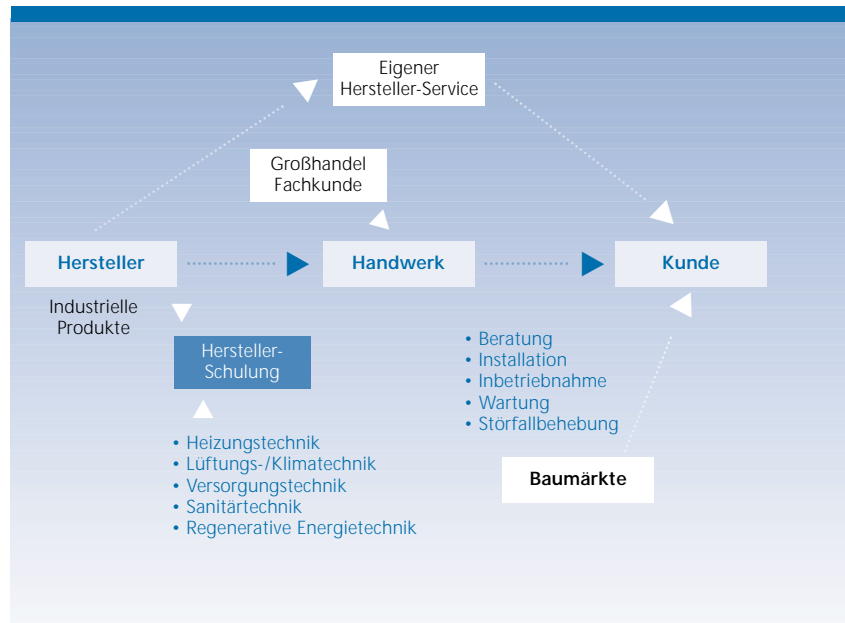 Eigener
Hersteller-Service
Großhandel
Fachkunde
Hersteller
Handwerk
Kunde
Industrielle
Produkte
Hersteller-
Schulung
• Beratung
• Installation
• Inbetriebnahme
• Wartung
• Störfallbehebung
• Heizungstechnik
• Lüftungs-/Klimatechnik
• Versorgungstechnik
• Sanitärtechnik
• Regenerative Energietechnik
Baumärkte